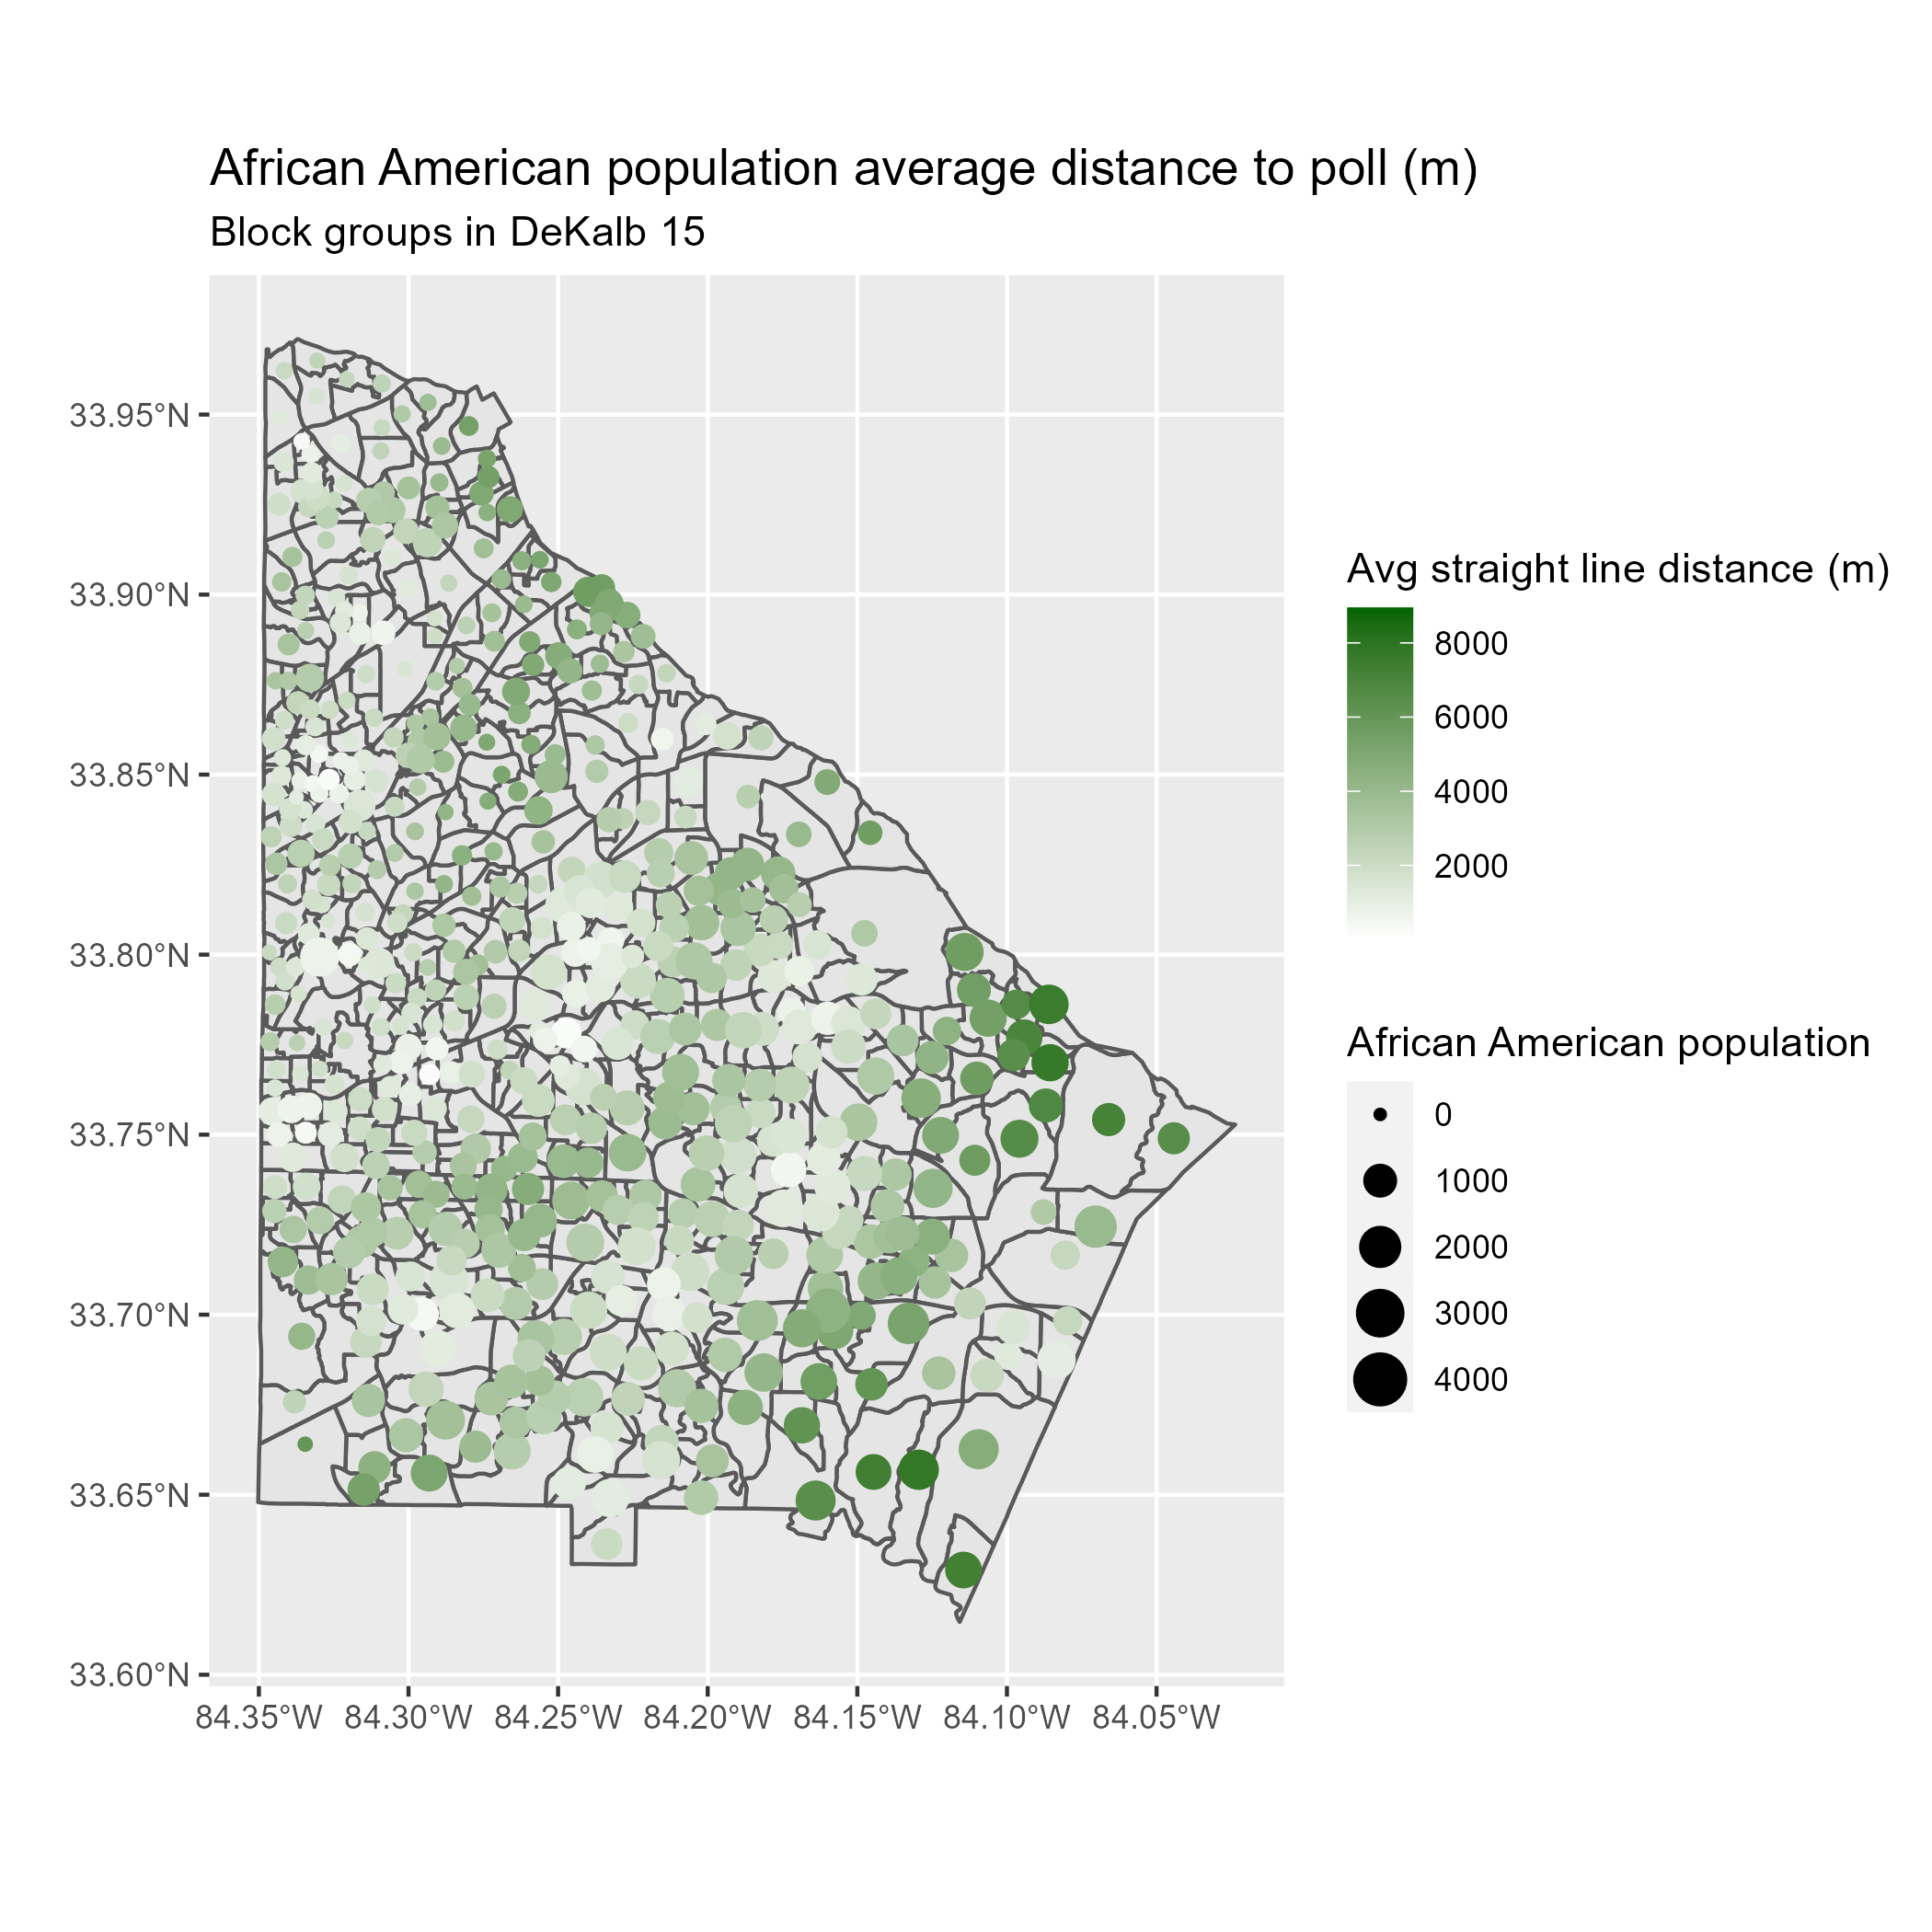 African American population average distance to poll (m)
Block groups in DeKalb 15
33.95°N
33.90°N
33.85°N
33.80°N
33.75°N
33.70°N
33.65°N
33.60°N
84.35°W 84.30°W 84.25°W 84.20°W 84.15°W 84.10°W 84.05°W
Avg straight line distance (m)
8000
6000
4000
2000
African American population
0
1000
2000
3000
4000